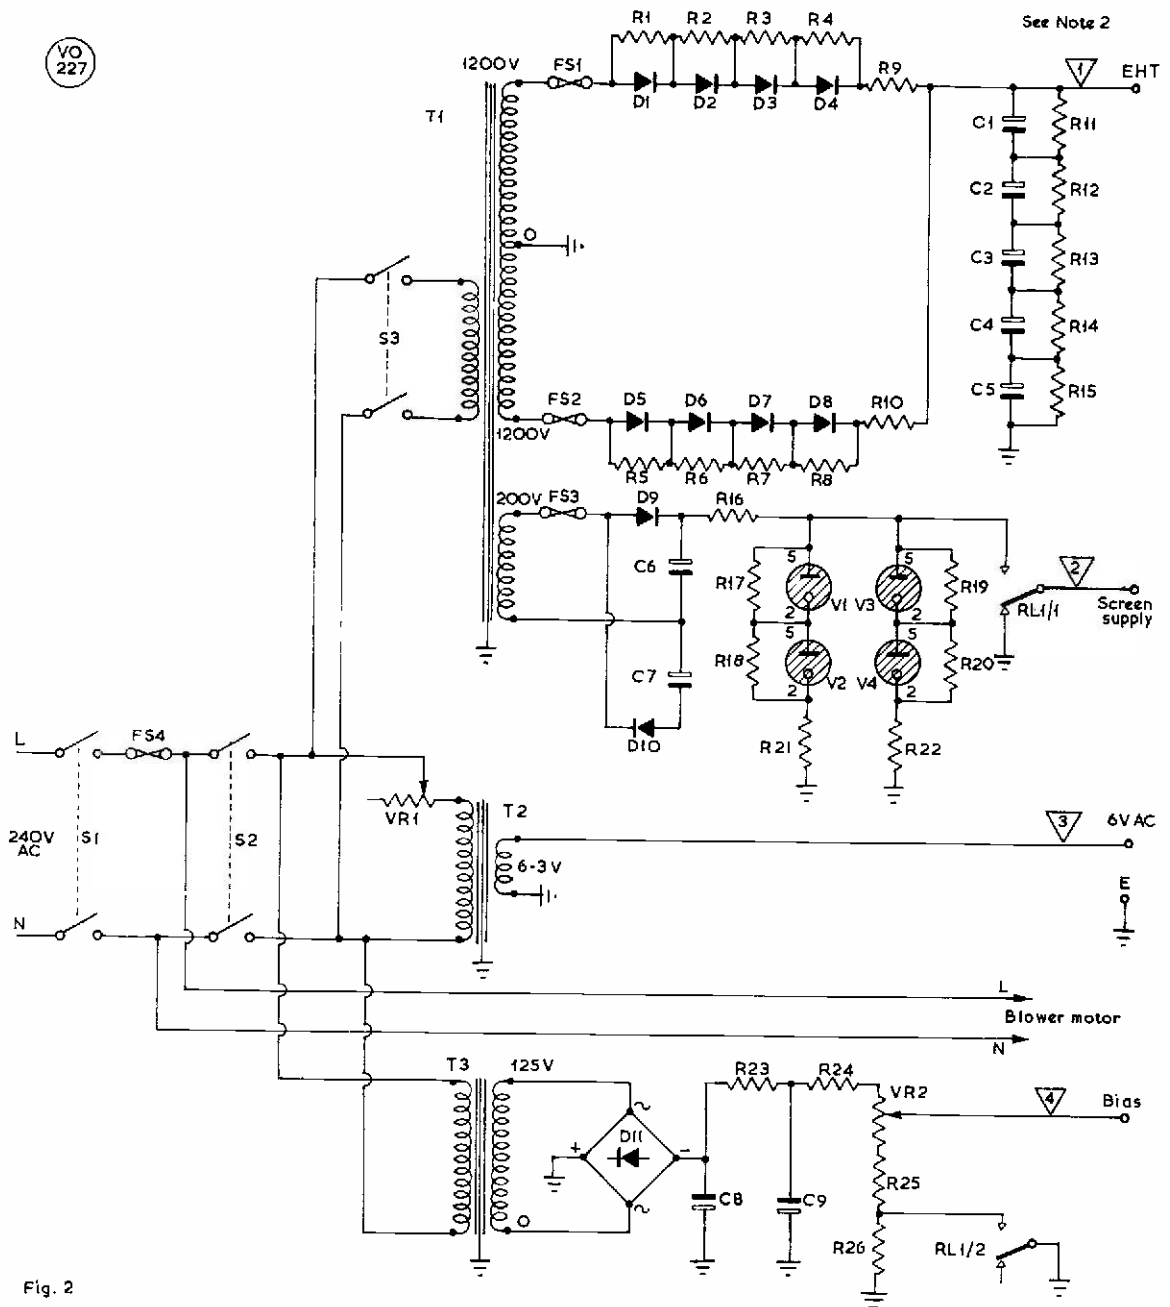 VO
227
R1 R2 R3 R4
See Note 2
1200V
FS1
R9
1
EHT
D1 D2 D3 D4
T1
C1
R11
C2
R12
O
C3
R13
S3
C4
R14
C5
R15
FS2
D5 D6 D7 D8
R10
1200V
R5 R6 R7 R8
200V
FS3
D9
R16
5
5
C6
R17
V1
V3
R19
2
2
RL1/1
2
Screen
supply
5
5
R18
V2
V4
R20
2
2
C7
D10
R21
R22
L
FS4
240V
AC
S1
S2
VR1
T2
3
6V AC
6-3V
E
N
L
Blower motor
N
T3
125V
R23
R24
VR2
4
Bias
+
D11
-
~
~
C8
C9
R25
O
R26
RL1/2
Fig. 2